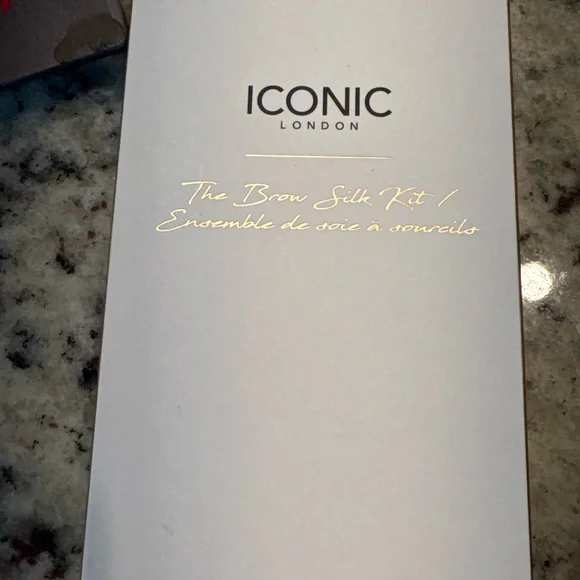 ICONIC
LONDON
The Brow Silk Kit /
Ensemble de soie à sourcils